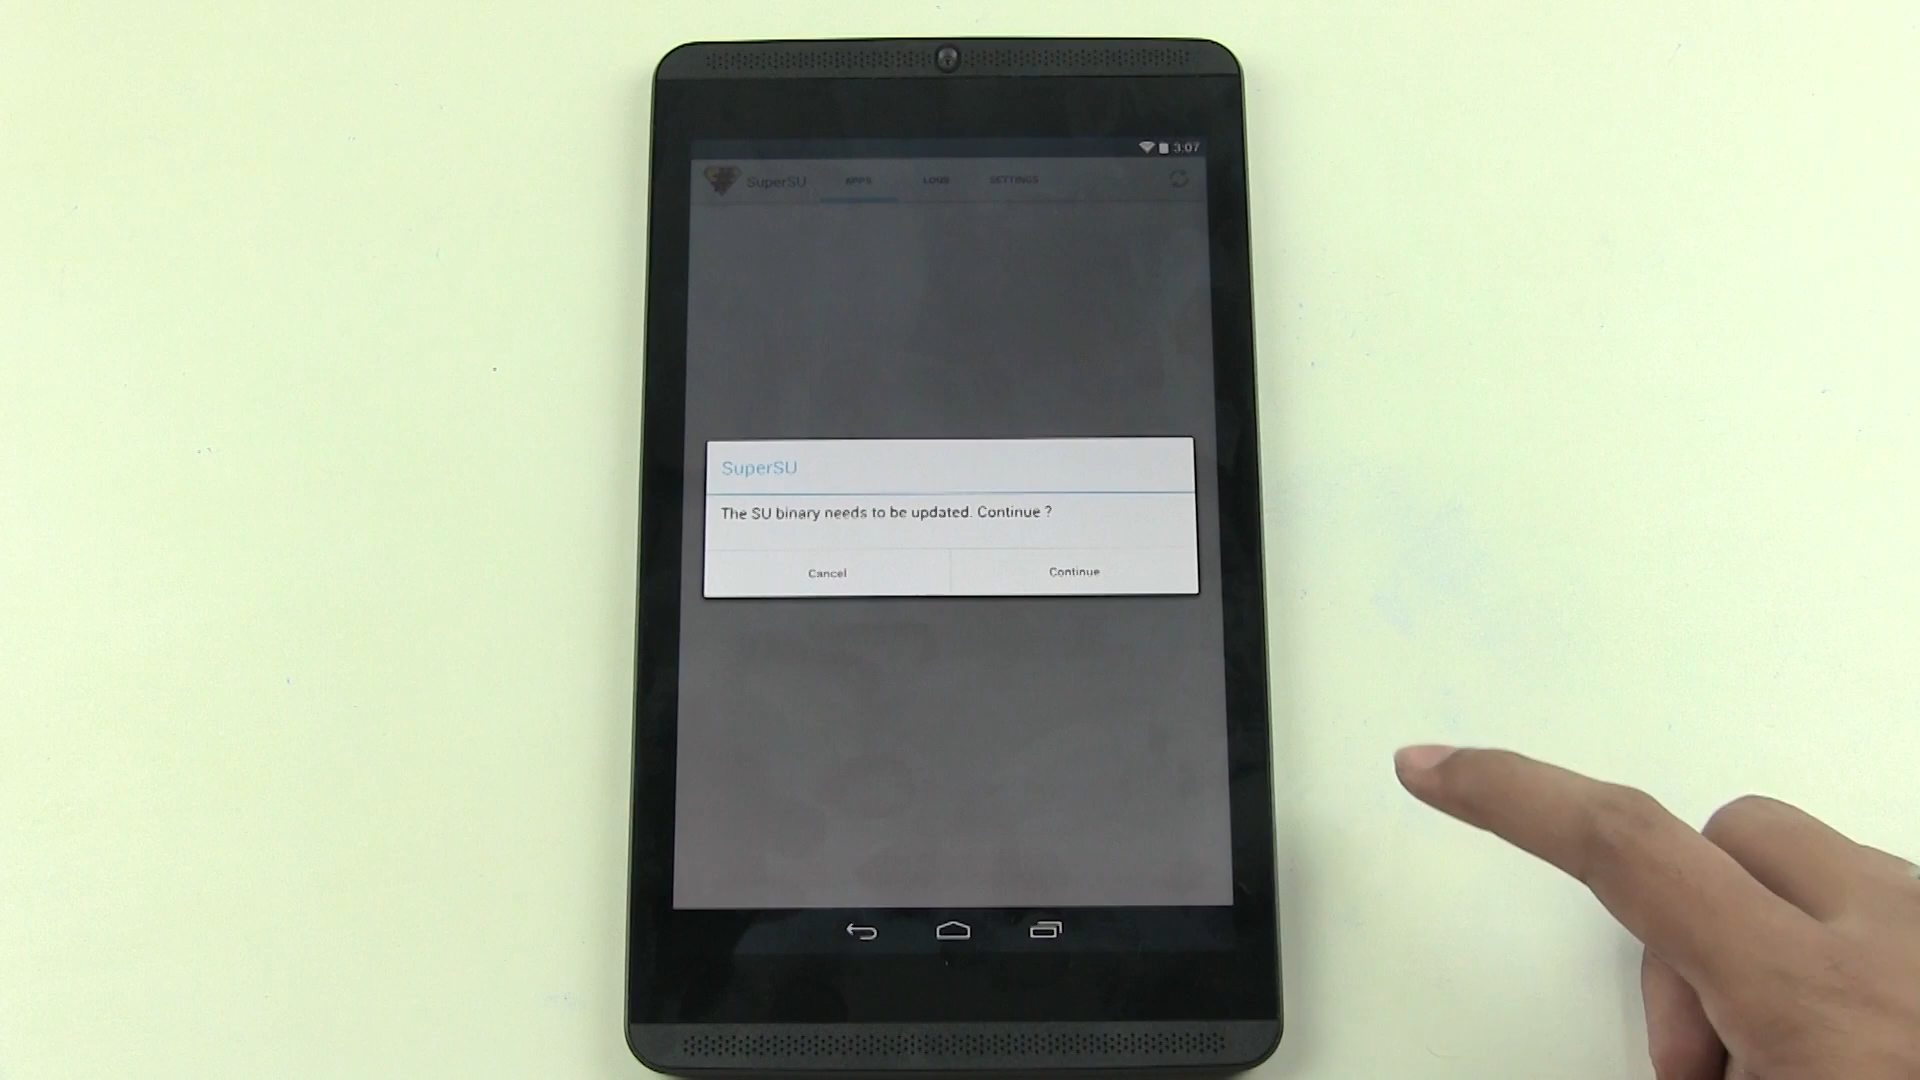 3:07
SuperSU APPS LOGS SETTINGS
SuperSU
The SU binary needs to be updated. Continue ?
Cancel Continue